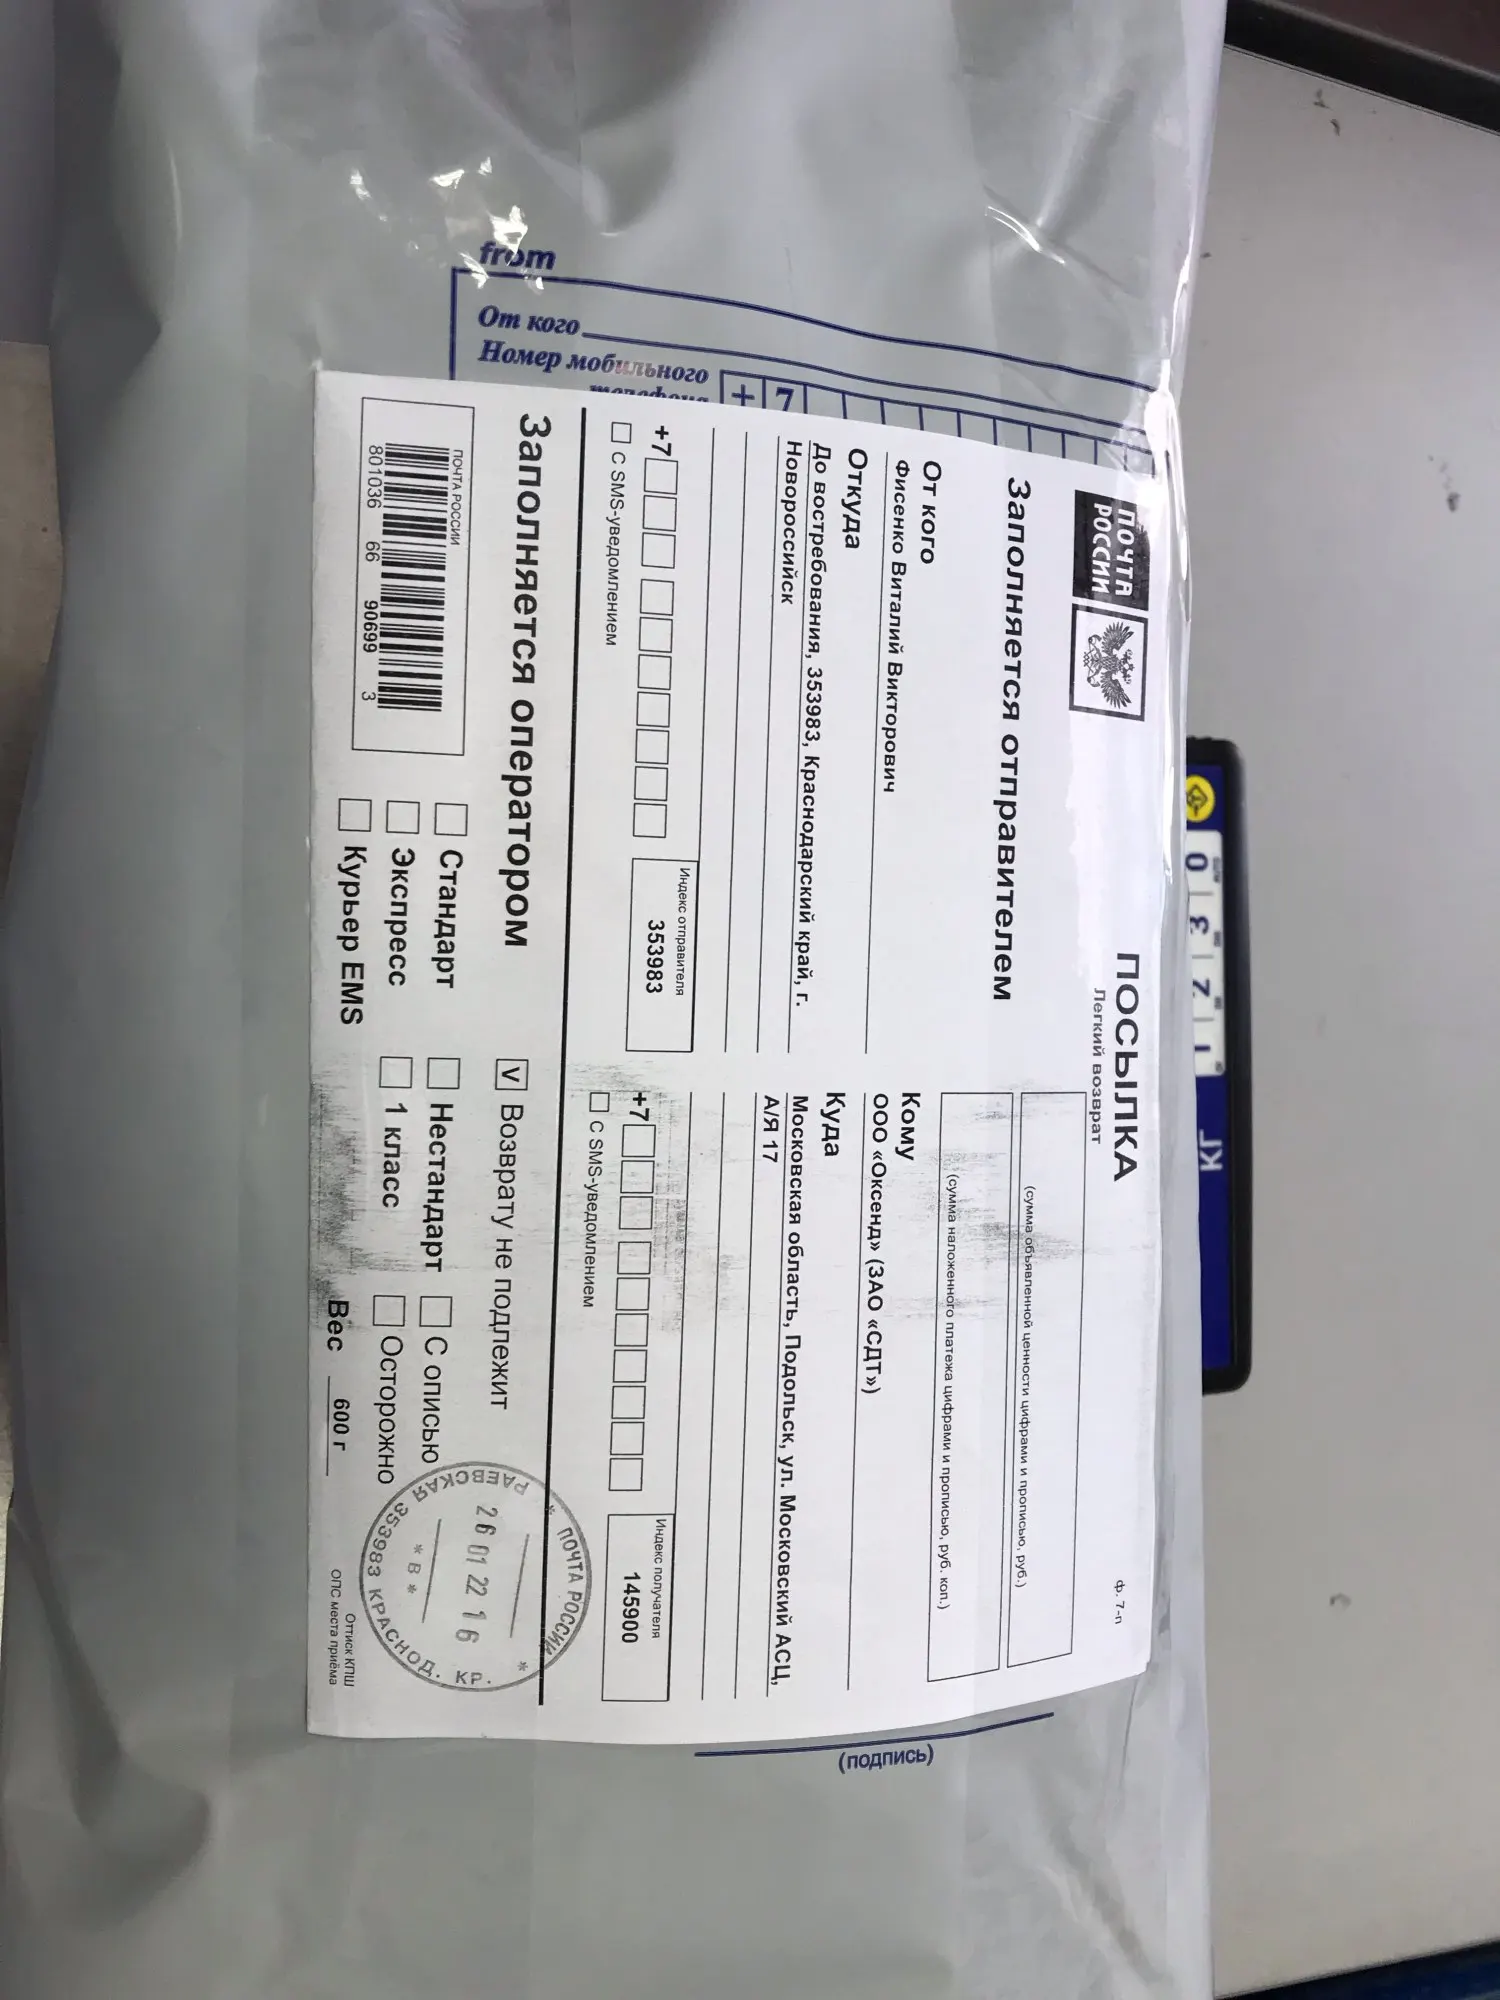 from
От кого
Номер мобильного
+7
ПОЧТА РОССИИ
ПОСЫЛКА
Легкий возврат
ф. 7-п
Заполняется отправителем
(сумма объявленной ценности цифрами и прописью, руб.)
(сумма наложенного платежа цифрами и прописью, руб. коп.)
От кого
Фисенко Виталий Викторович
Откуда
До востребования, 353983, Краснодарский край, г.
Новороссийск
+7
С SMS-уведомлением
Индекс отправителя
353983
Кому
ООО «Оксенд» (ЗАО «СДТ»)
Куда
Московская область, Подольск, ул. Московский АСЦ,
А/Я 17
+7
С SMS-уведомлением
Индекс получателя
145900
Заполняется оператором
V Возврату не подлежит
ПОЧТА РОССИИ
801036 66 90699 3
Стандарт
Экспресс
Курьер EMS
Нестандарт
1 класс
С описью
Осторожно
Вес 600 г
ПОЧТА РОССИИ
РАЕВСКАЯ
26 01 22 16
* В *
353983 КРАСНОД. КР.
Оттиск КПШ
ОПС места приёма
(подпись)
0 3 7 1
КГ